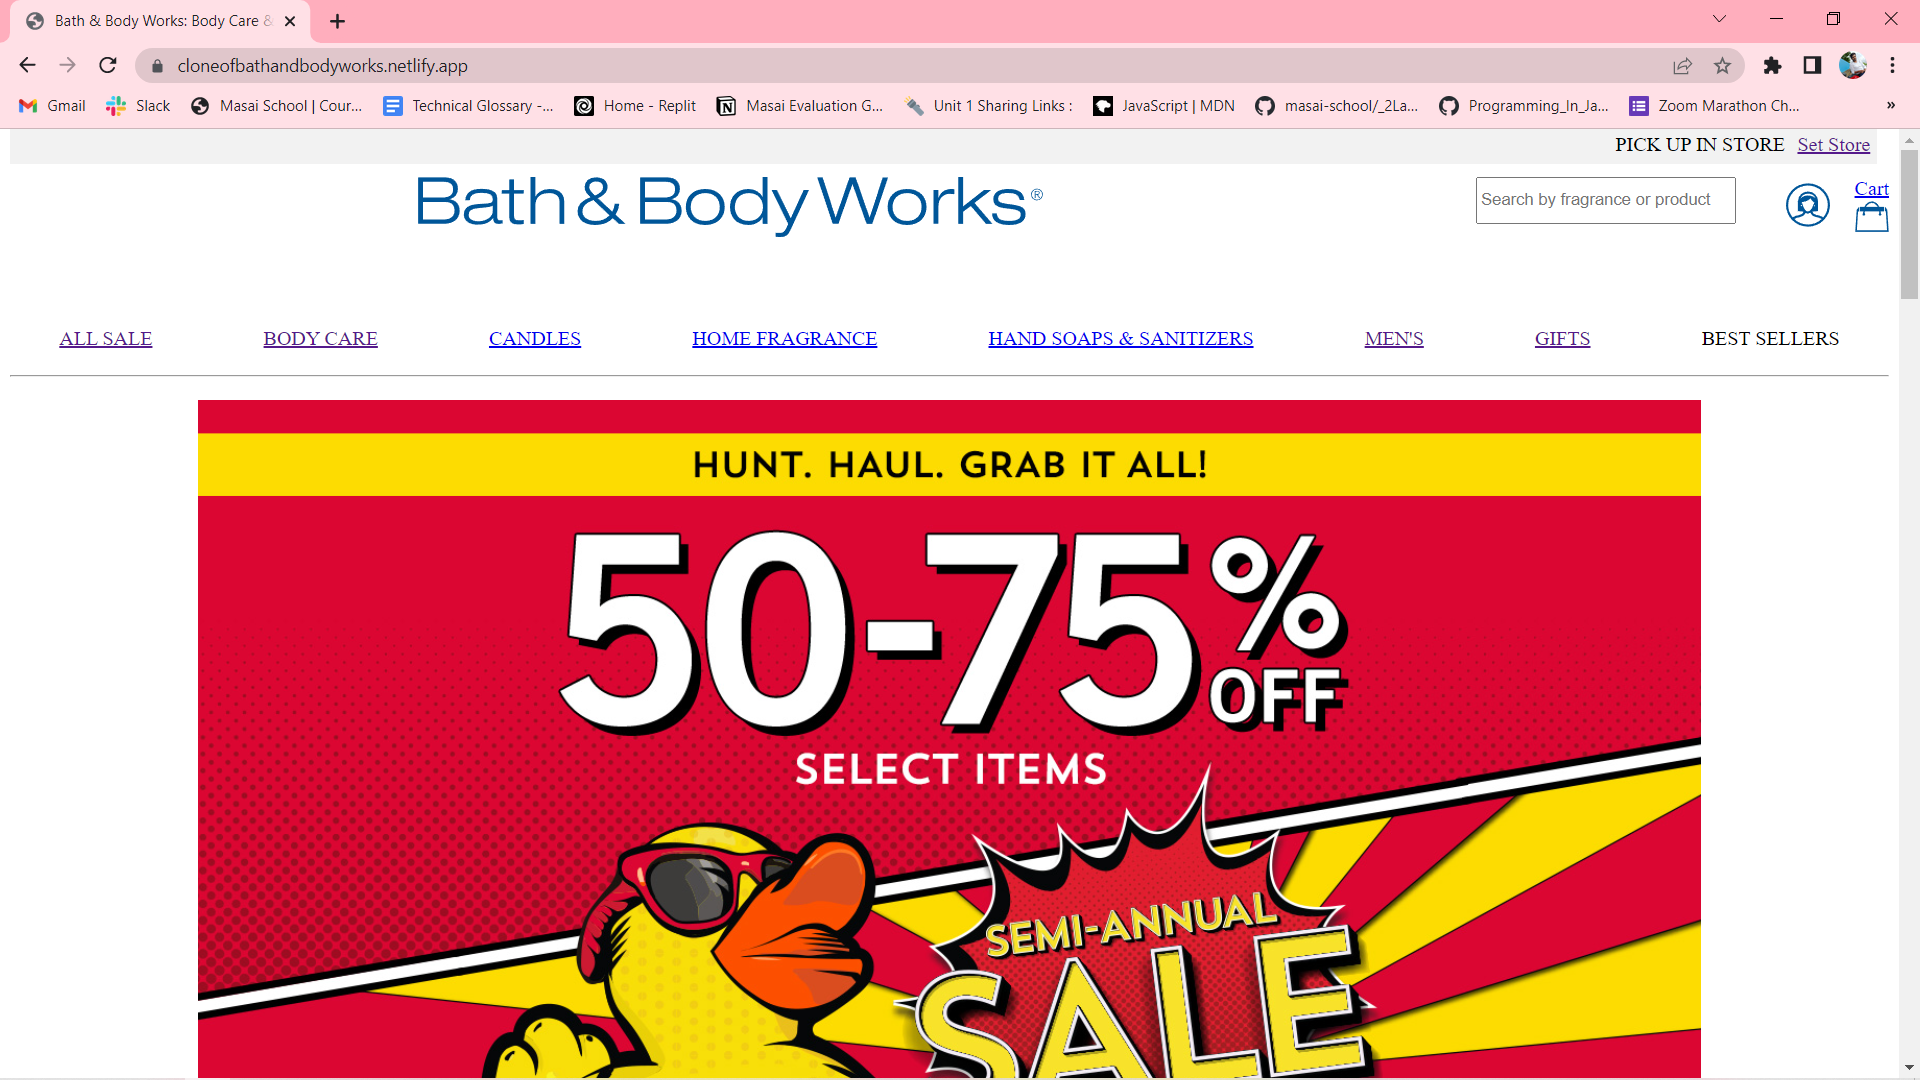 Bath & Body Works: Body Care &
cloneofbathandbodyworks.netlify.app
Gmail Slack Masai School | Cour... Technical Glossary -... Home - Replit Masai Evaluation G... Unit 1 Sharing Links : JavaScript | MDN masai-school/_2La... Programming_In_Ja... Zoom Marathon Ch... »
PICK UP IN STORE Set Store
Bath & Body Works® Search by fragrance or product Cart
ALL SALE BODY CARE CANDLES HOME FRAGRANCE HAND SOAPS & SANITIZERS MEN'S GIFTS BEST SELLERS
HUNT. HAUL. GRAB IT ALL!
50-75% OFF
SELECT ITEMS
SEMI-ANNUAL
SALE